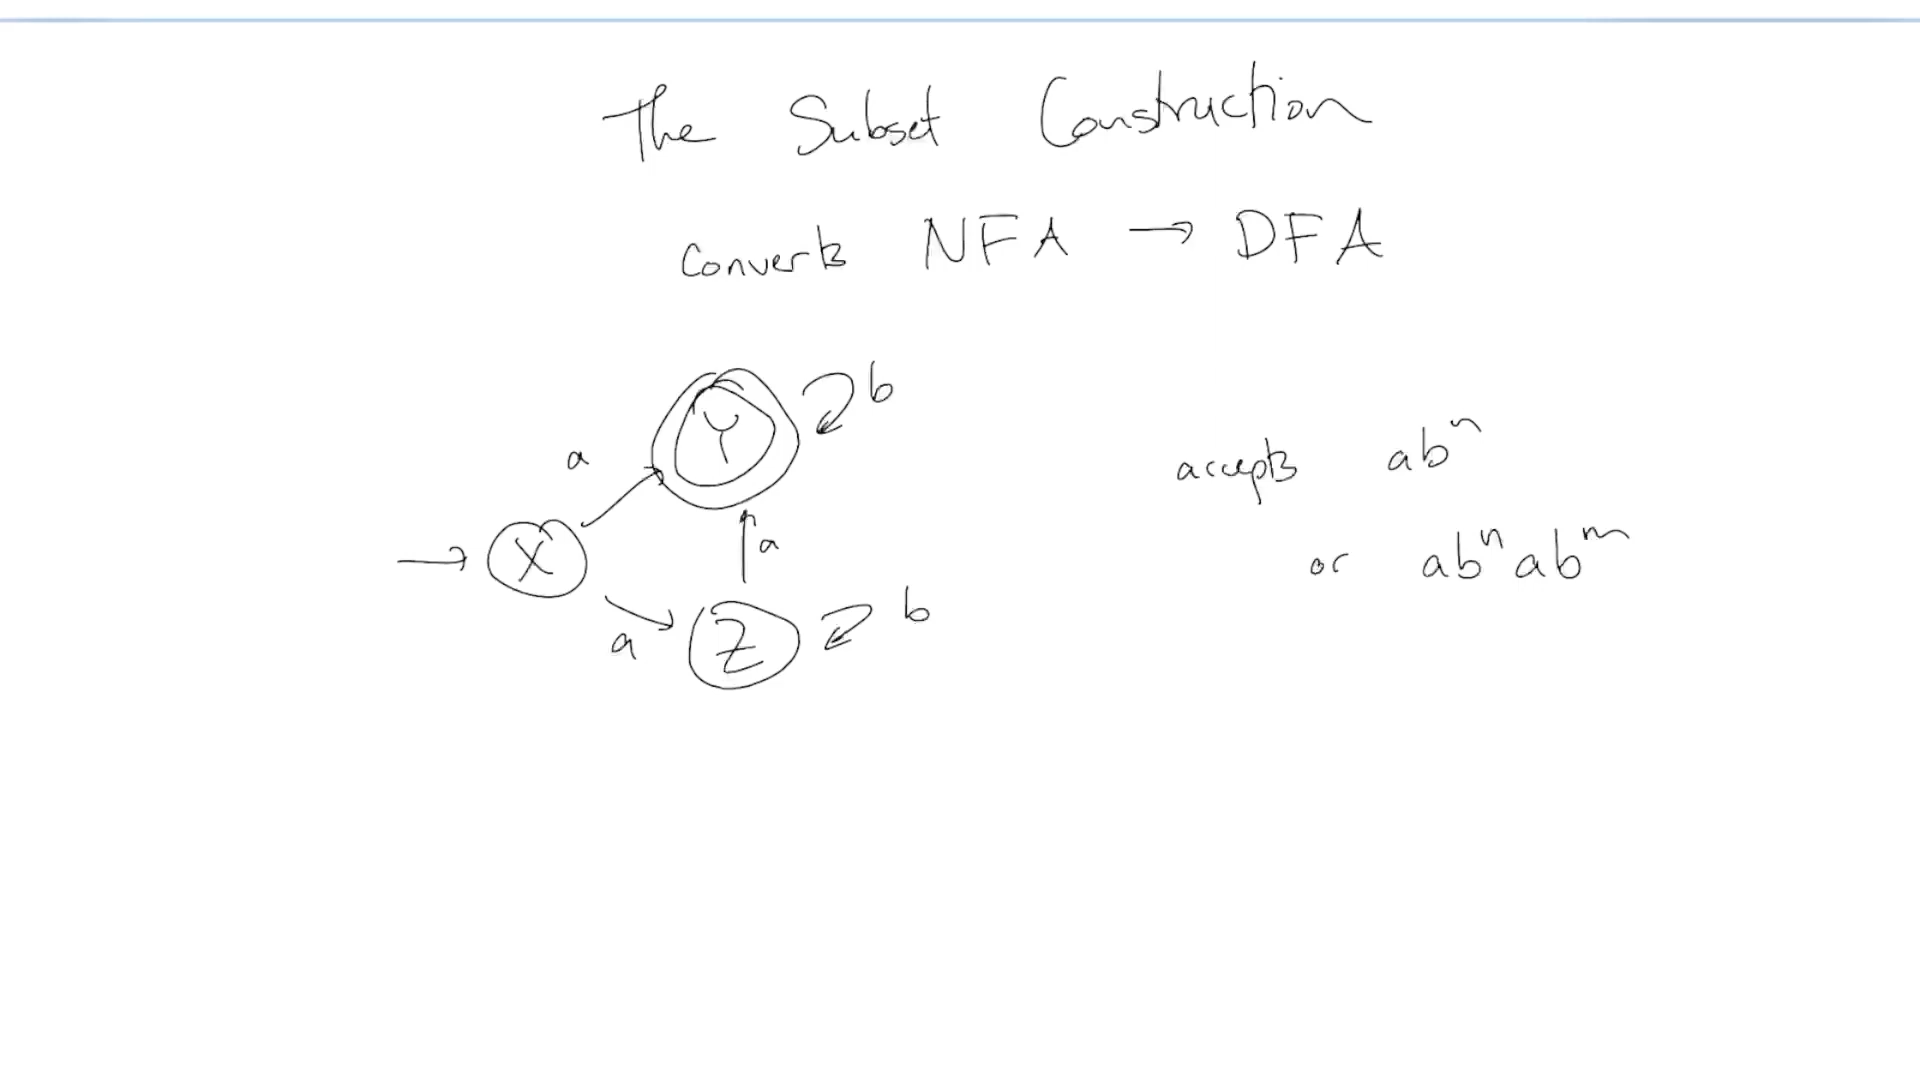 The Subset Construction
Converts NFA → DFA
Y b
a
accepts ab^n
X
a
or ab^n ab^m
a
Z b